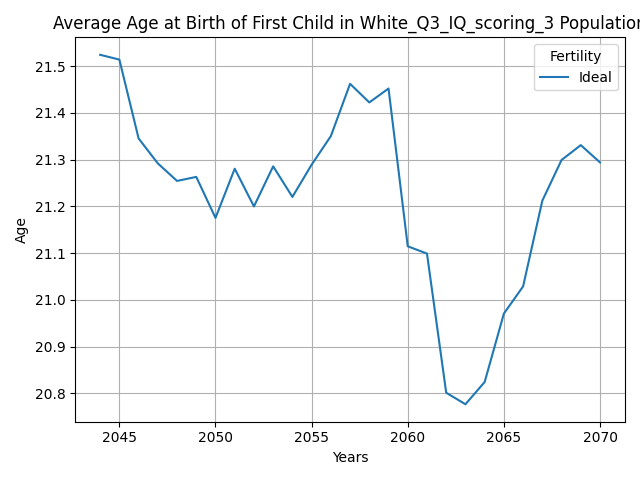 Average Age at Birth of First Child in White_Q3_IQ_scoring_3 Population
Fertility
Ideal
21.5
21.4
21.3
21.2
21.1
21.0
20.9
20.8
Age
2045 2050 2055 2060 2065 2070
Years